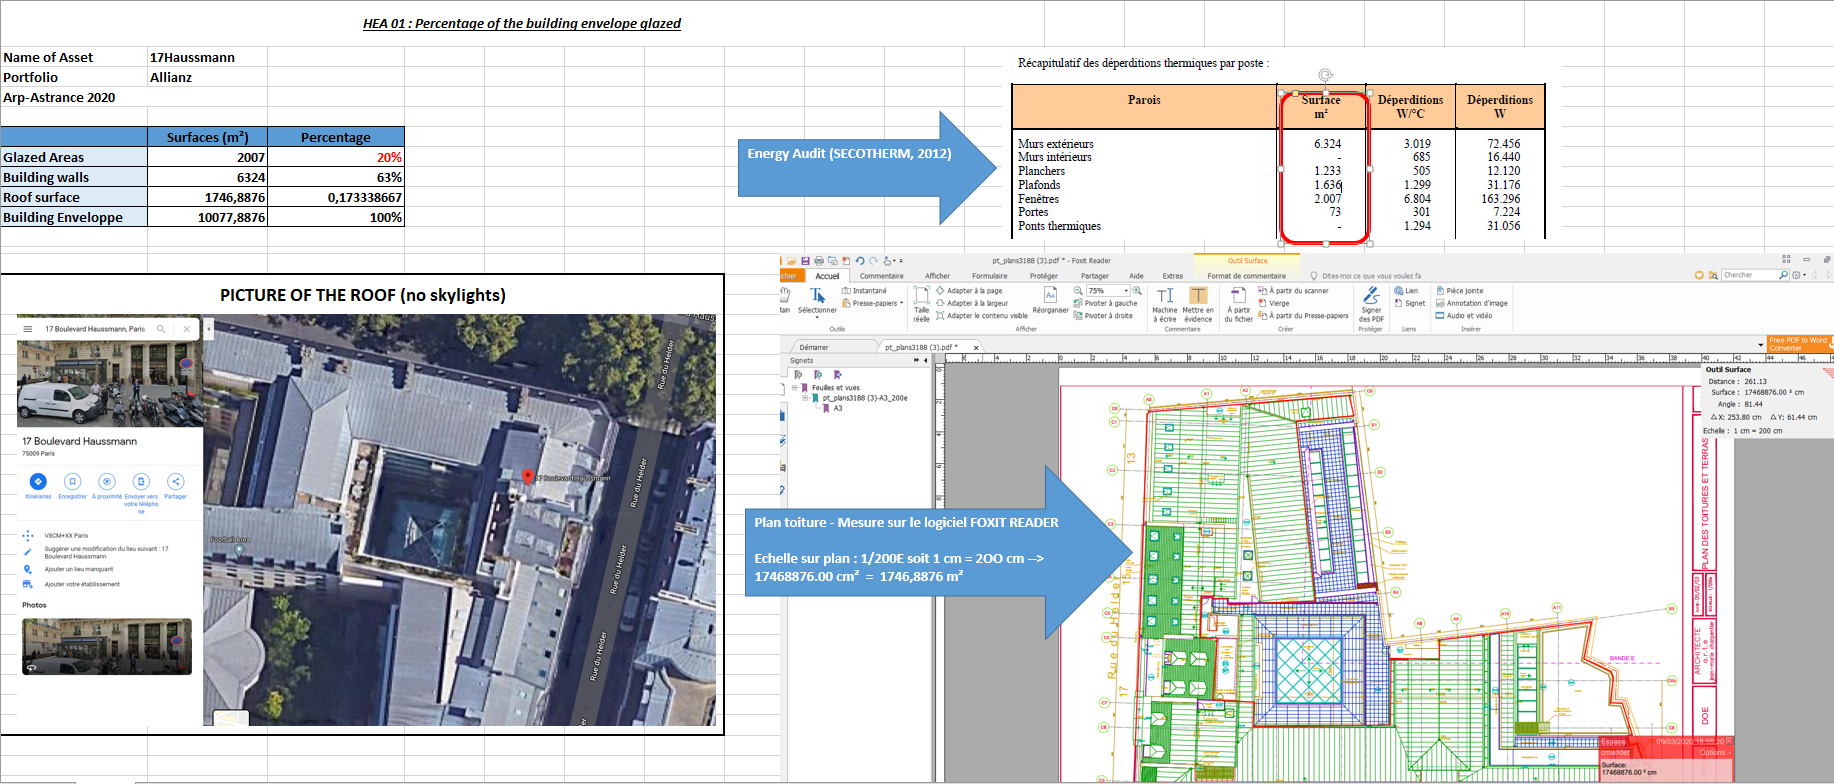 HEA 01 : Percentage of the building envelope glazed
Name of Asset 17Haussmann
Portfolio Allianz
Arp-Astrance 2020
Surfaces (m²) Percentage
Glazed Areas 2007 20%
Building walls 6324 63%
Roof surface 1746,8876 0,173338667
Building Enveloppe 10077,8876 100%
Energy Audit (SECOTHERM, 2012)
Récapitulatif des déperditions thermiques par poste :
Parois Surface m² Déperditions W/°C Déperditions W
Murs extérieurs 6.324 3.019 72.456
Murs intérieurs - 685 16.440
Planchers 1.233 505 12.120
Plafonds 1.636 1.299 31.176
Fenêtres 2.007 6.804 163.296
Portes 73 301 7.224
Ponts thermiques - 1.294 31.056
PICTURE OF THE ROOF (no skylights)
17 Boulevard Haussmann, Paris
17 Boulevard Haussmann
75009 Paris
Itinéraires Enregistrer À proximité Envoyer vers votre téléphone Partager
V8CM+XX Paris
Suggérer une modification du lieu suivant : 17
Boulevard Haussmann
Ajouter un lieu manquant
Ajouter votre établissement
Photos
Football Area
17 Boulevard Haussmann
Rue du Helder
Rue du Helder
Rue du Helder
Rue du Helder
pt_plans3188 (3).pdf * - Foxit Reader
Outil Surface
chier Accueil Commentaire Afficher Formulaire Protéger Partager Aide Extras Format de commentaire Dites-moi ce que vous voulez fa
Chercher
Sélectionner
Instantané
Presse-papiers
Outils
Taille réelle
Adapter à la page
Adapter à la largeur
Adapter le contenu visible
Réorganiser
75%
Pivoter à gauche
Pivoter à droite
Afficher
Machine à écrire
Mettre en évidence
Commentaire
À partir du fichier
À partir du scanner
Vierge
À partir du Presse-papiers
Créer
Signer des PDF
Protéger
Lien
Signet
Liens
Pièce jointe
Annotation d'image
Audio et vidéo
Insérer
Démarrer pt_plans3188 (3).pdf *
Free PDF to Word
Converter
Signets
Feuilles et vues
pt_plans3188 (3)-A3_200e
A3
Outil Surface
Distance : 261.13
Surface : 17468876.00 ² cm
Angle : 81.44
Δ X: 253.80 cm Δ Y: 61.44 cm
Echelle : 1 cm = 200 cm
Plan toiture - Mesure sur le logiciel FOXIT READER
Echelle sur plan : 1/200E soit 1 cm = 2OO cm -->
17468876.00 cm² = 1746,8876 m²
Rue du Helder
13
15
17
BANDE E
PLAN DES TOITURES ET TERRAS
ARCHITECTE
jean-marie charpentier
DOE
Espace
cmandet
09/03/2020 18:55:20
Options
Surface:
17468876.00 ² cm